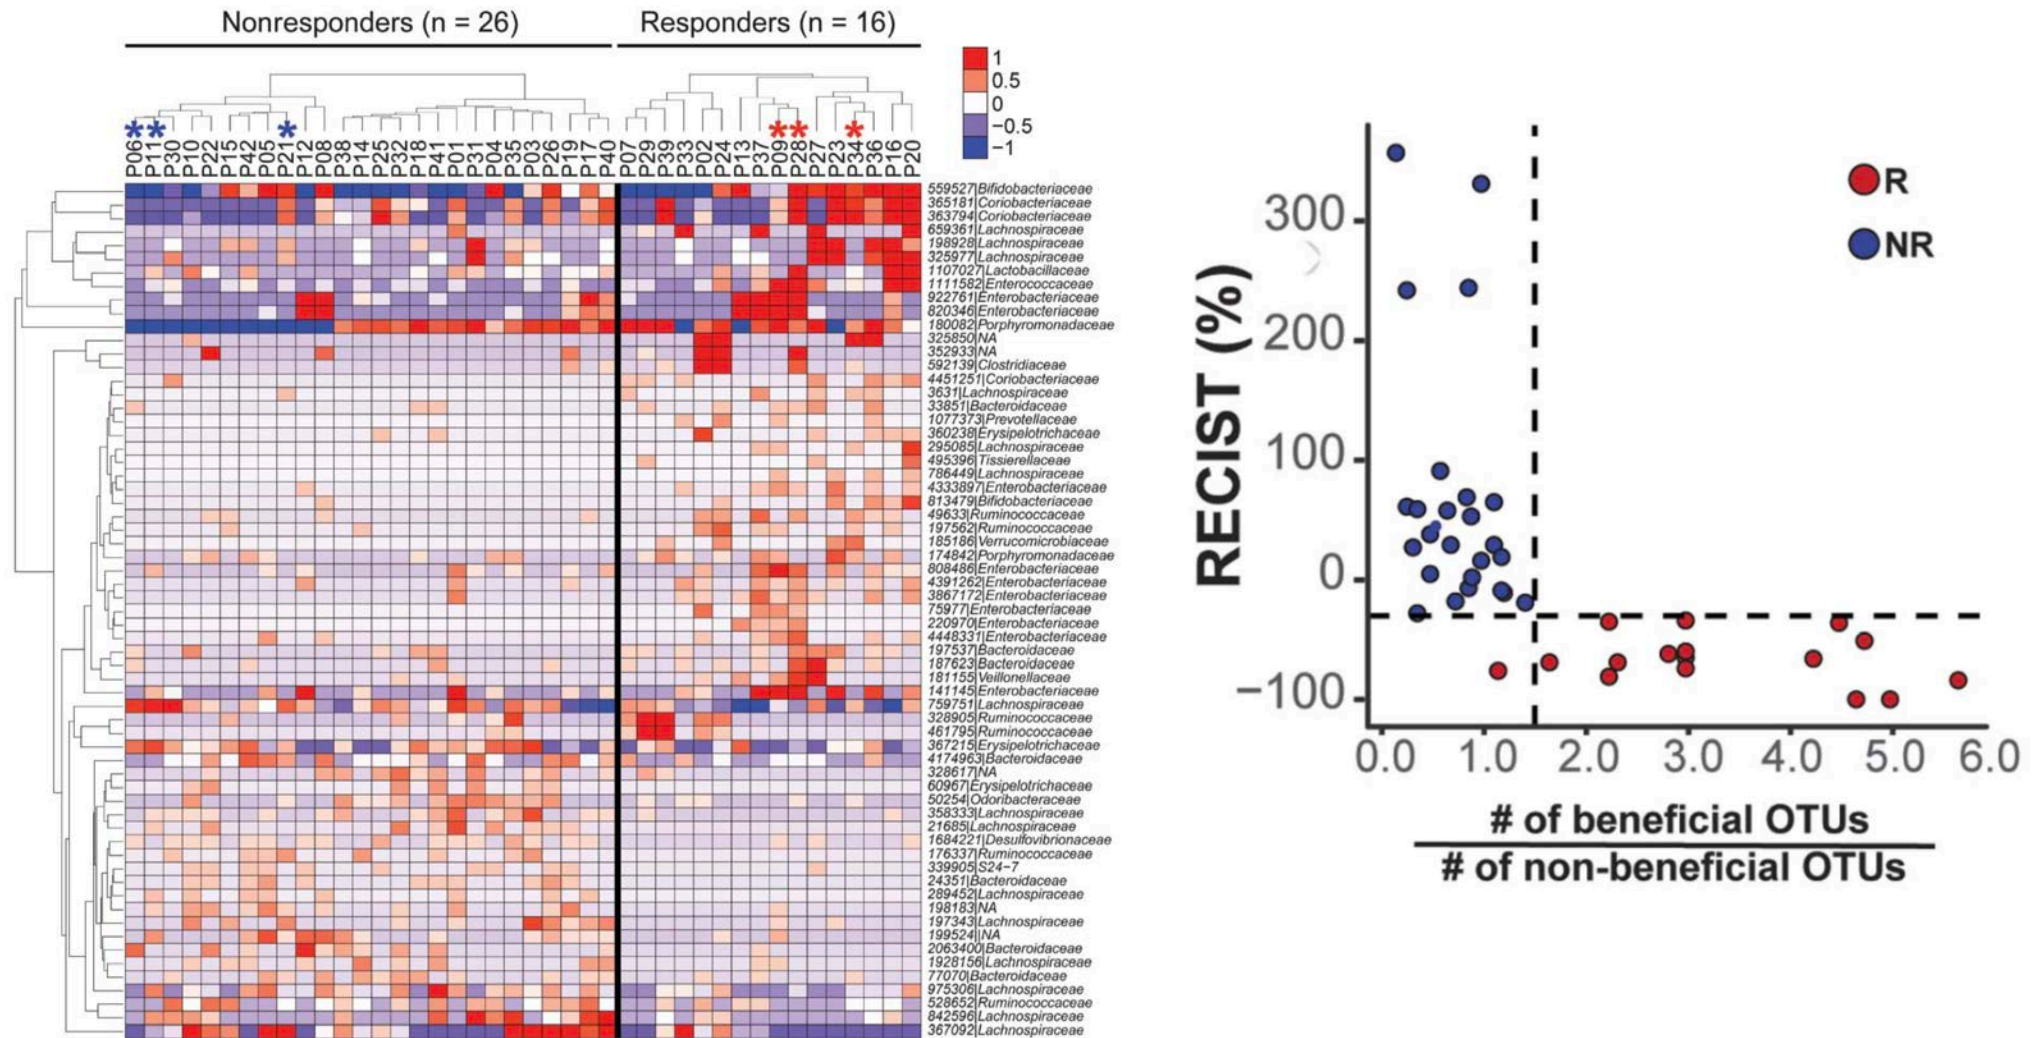 Nonresponders (n = 26)
Responders (n = 16)
1
0.5
0
−0.5
−1
* * * * * *
P06 P11 P30 P10 P22 P15 P42 P05 P21 P12 P08 P38 P14 P25 P32 P18 P41 P01 P31 P04 P35 P03 P26 P19 P17 P40 P07 P29 P39 P33 P02 P24 P13 P37 P09 P28 P27 P23 P34 P36 P16 P20
559527|Bifidobacteriaceae
365181|Coriobacteriaceae
363794|Coriobacteriaceae
659361|Lachnospiraceae
198928|Lachnospiraceae
325977|Lachnospiraceae
1107027|Lactobacillaceae
1111582|Enterococcaceae
922761|Enterobacteriaceae
820346|Enterobacteriaceae
180082|Porphyromonadaceae
325850|NA
352933|NA
592139|Clostridiaceae
4451251|Coriobacteriaceae
3631|Lachnospiraceae
33851|Bacteroidaceae
1077373|Prevotellaceae
360238|Erysipelotrichaceae
295085|Lachnospiraceae
495396|Tissierellaceae
786449|Lachnospiraceae
4333897|Enterobacteriaceae
813479|Bifidobacteriaceae
49633|Ruminococcaceae
197562|Ruminococcaceae
185186|Verrucomicrobiaceae
174842|Porphyromonadaceae
808486|Enterobacteriaceae
4391262|Enterobacteriaceae
3867172|Enterobacteriaceae
75977|Enterobacteriaceae
220970|Enterobacteriaceae
4448331|Enterobacteriaceae
197537|Bacteroidaceae
187623|Bacteroidaceae
181155|Veillonellaceae
141145|Enterobacteriaceae
759751|Lachnospiraceae
328905|Ruminococcaceae
461795|Ruminococcaceae
367215|Erysipelotrichaceae
4174963|Bacteroidaceae
328617|NA
60967|Erysipelotrichaceae
50254|Odoribacteraceae
358333|Lachnospiraceae
21685|Lachnospiraceae
1684221|Desulfovibrionaceae
176337|Ruminococcaceae
339905|S24−7
24351|Bacteroidaceae
289452|Lachnospiraceae
198183|NA
197343|Lachnospiraceae
199524||NA
2063400|Bacteroidaceae
1928156|Lachnospiraceae
77070|Bacteroidaceae
975306|Lachnospiraceae
528652|Ruminococcaceae
842596|Lachnospiraceae
367092|Lachnospiraceae
R
NR
RECIST (%)
300
200
100
0
−100
0.0 1.0 2.0 3.0 4.0 5.0 6.0
# of beneficial OTUs
# of non-beneficial OTUs